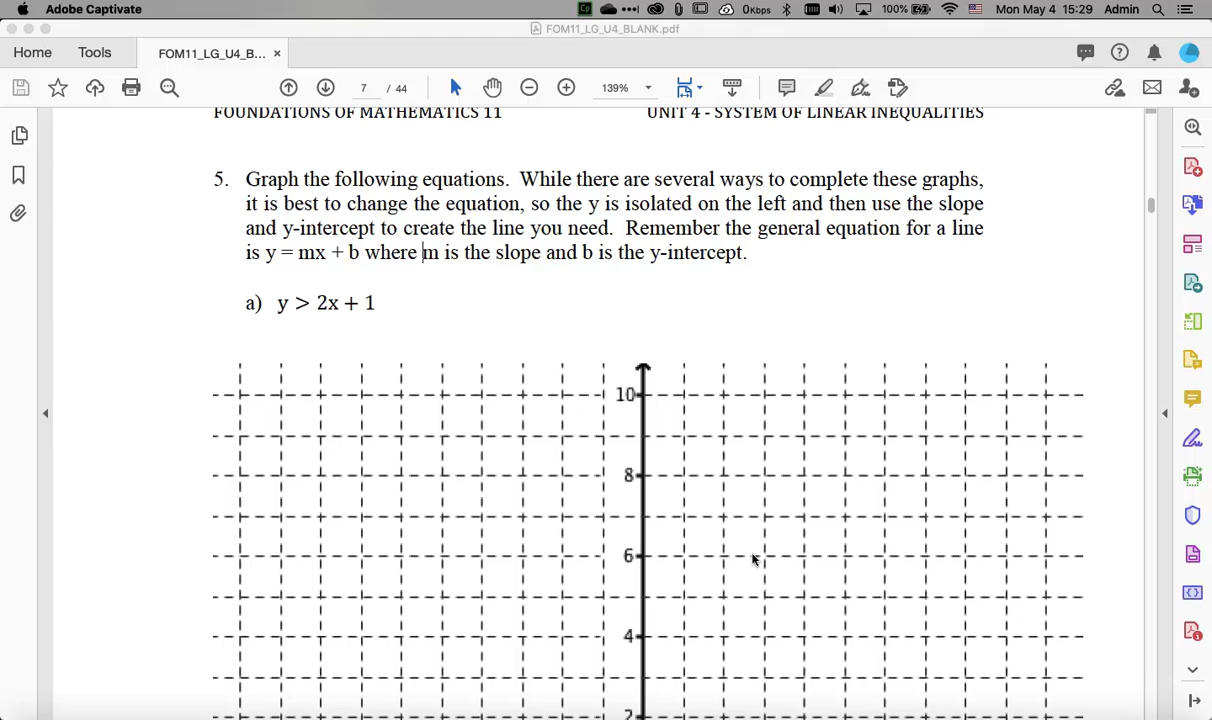 Adobe Captivate
0Kbps
100%
US
Mon May 4 15:29 Admin
FOM11_LG_U4_BLANK.pdf
Home Tools FOM11_LG_U4_B... ×
7 / 44
139%
FOUNDATIONS OF MATHEMATICS 11 UNIT 4 - SYSTEM OF LINEAR INEQUALITIES
5. Graph the following equations. While there are several ways to complete these graphs,
it is best to change the equation, so the y is isolated on the left and then use the slope
and y-intercept to create the line you need. Remember the general equation for a line
is y = mx + b where m is the slope and b is the y-intercept.
a) y > 2x + 1
10
8
6
4
2